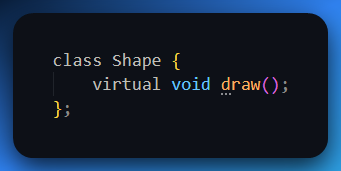 class Shape {
    virtual void draw();
};